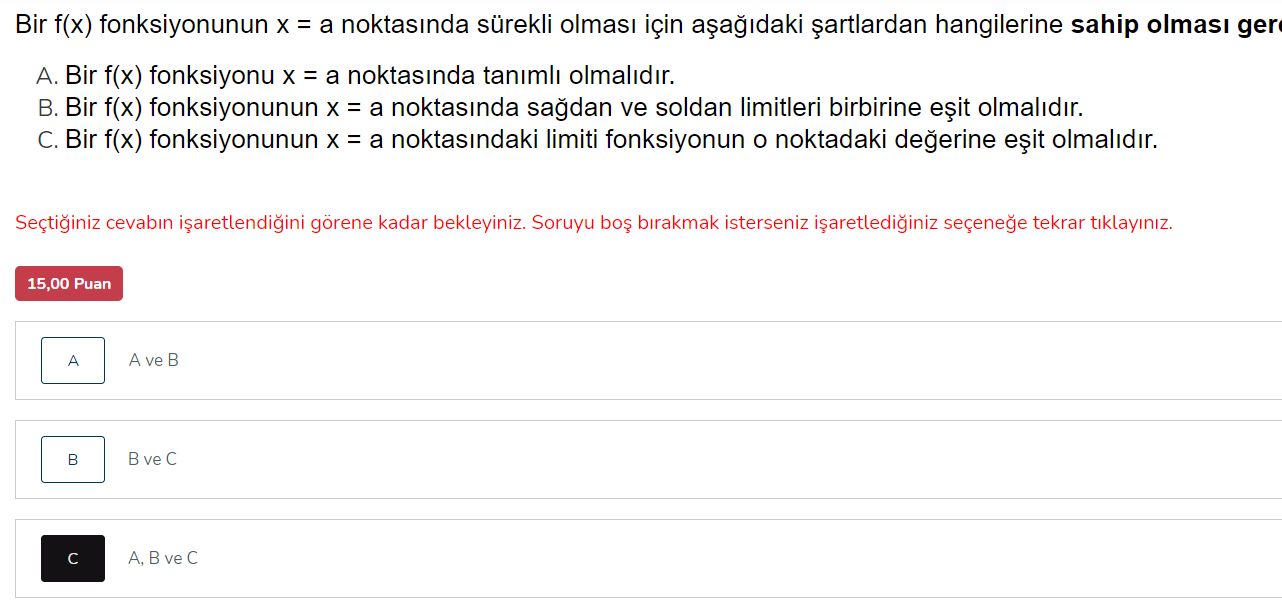 Bir f(x) fonksiyonunun x = a noktasında sürekli olması için aşağıdaki şartlardan hangilerine sahip olması
A. Bir f(x) fonksiyonu x = a noktasında tanımlı olmalıdır.
B. Bir f(x) fonksiyonunun x = a noktasında sağdan ve soldan limitleri birbirine eşit olmalıdır.
C. Bir f(x) fonksiyonunun x = a noktasındaki limiti fonksiyonun o noktadaki değerine eşit olmalıdır.
Seçtiğiniz cevabın işaretlendiğini görene kadar bekleyiniz. Soruyu boş bırakmak isterseniz işaretlediğiniz seçeneğe tekrar tıklayınız.
15,00 Puan
A A ve B
B B ve C
C A, B ve C